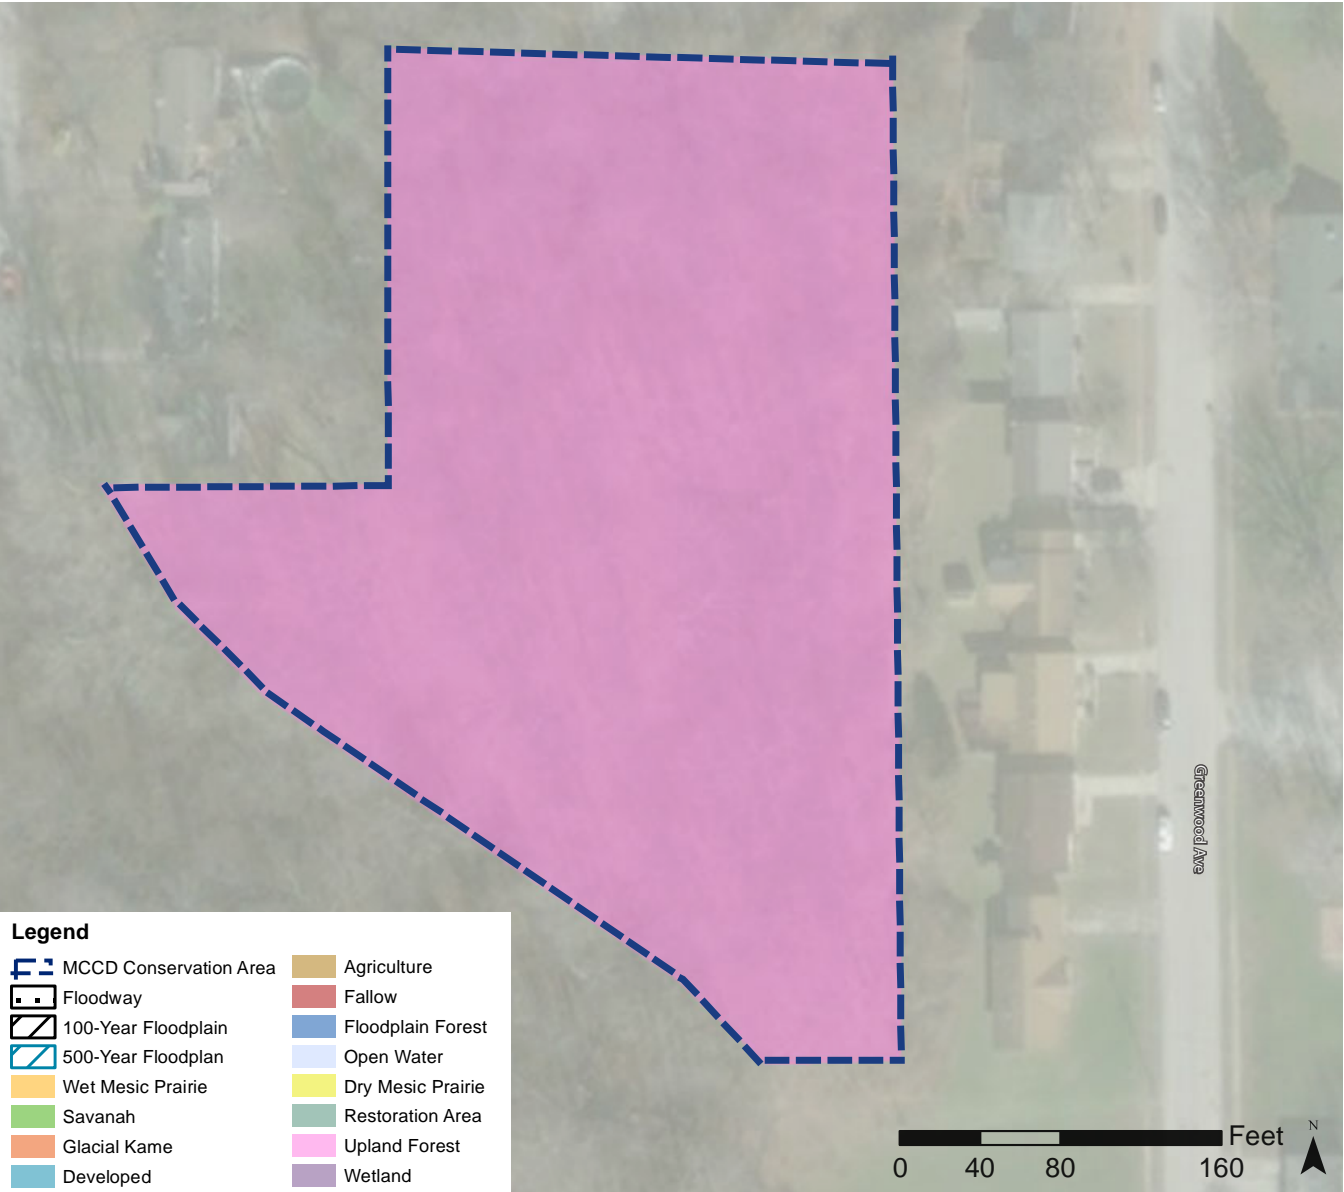 Greenwood Ave
Legend
MCCD Conservation Area
Floodway
100-Year Floodplain
500-Year Floodplan
Wet Mesic Prairie
Savanah
Glacial Kame
Developed
Agriculture
Fallow
Floodplain Forest
Open Water
Dry Mesic Prairie
Restoration Area
Upland Forest
Wetland
Feet
0 40 80 160
N